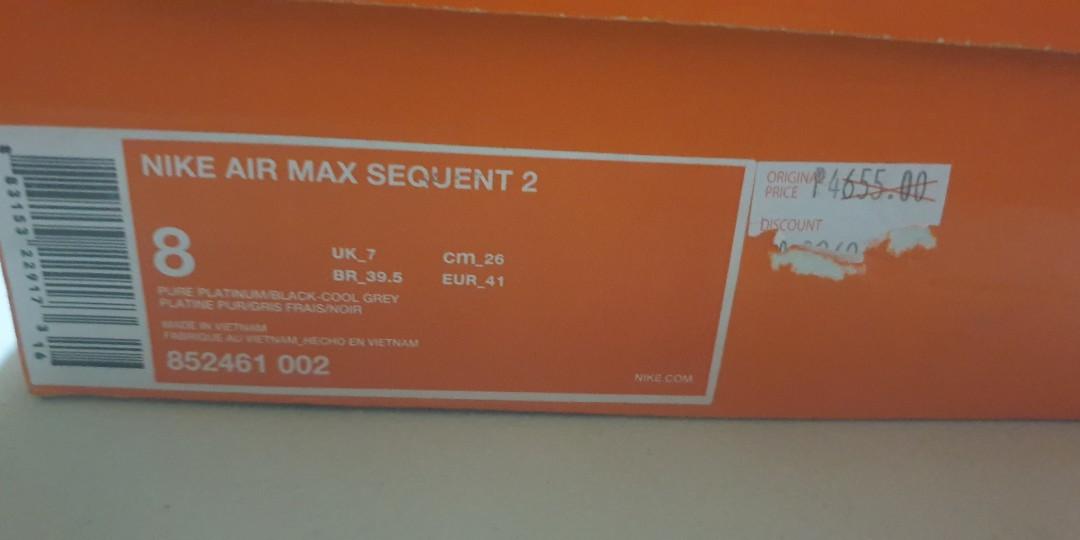 NIKE AIR MAX SEQUENT 2
8
UK_7 cm_26
BR_39.5 EUR_41
PURE PLATINUM/BLACK-COOL GREY
PLATINE PUR/GRIS FRAIS/NOIR
MADE IN VIETNAM
FABRIQUE AU VIETNAM_HECHO EN VIETNAM
852461 002
NIKE.COM
ORIGINAL
PRICE P4655.00
DISCOUNT